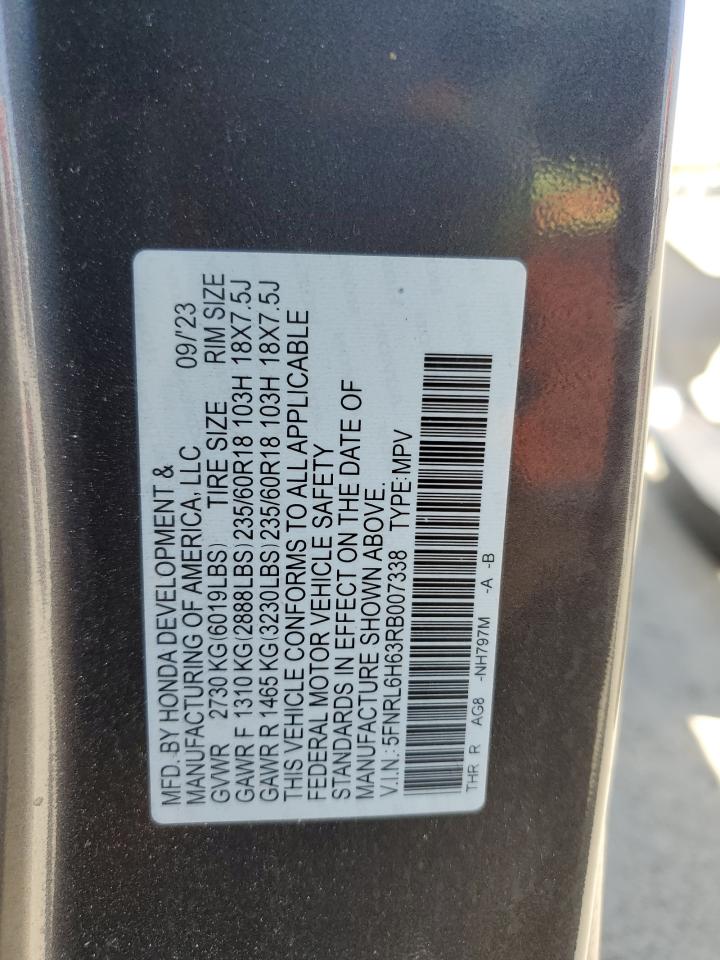 MFD. BY HONDA DEVELOPMENT &
MANUFACTURING OF AMERICA, LLC 09/'23
GVWR 2730 KG(6019LBS) TIRE SIZE RIM SIZE
GAWR F 1310 KG(2888LBS)235/60R18 103H 18X7.5J
GAWR R 1465 KG(3230LBS)235/60R18 103H 18X7.5J
THIS VEHICLE CONFORMS TO ALL APPLICABLE
FEDERAL MOTOR VEHICLE SAFETY
STANDARDS IN EFFECT ON THE DATE OF
MANUFACTURE SHOWN ABOVE.
V.I.N.:5FNRL6H63RB007338 TYPE:MPV
THR R AG8 -NH797M -A -B